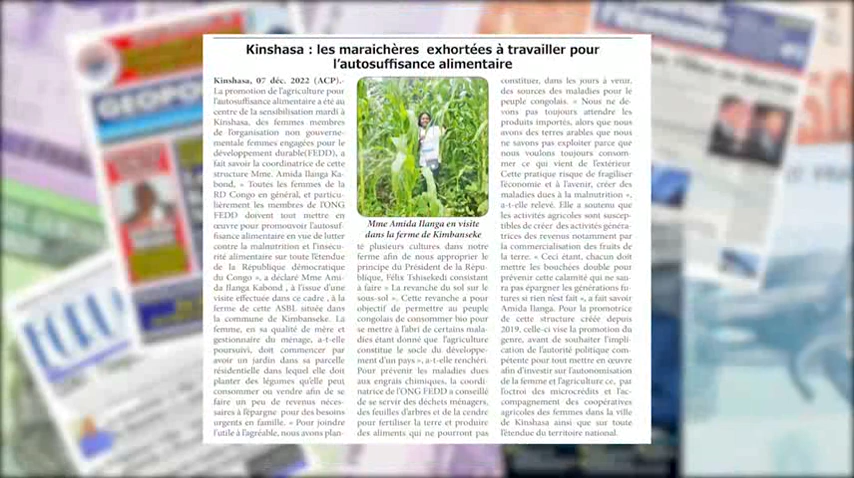 Kinshasa : les maraichères exhortées à travailler pour
l'autosuffisance alimentaire
Kinshasa, 07 déc. 2022 (ACP).-
La promotion de l'agriculture pour
l'autosuffisance alimentaire a été au
centre de la sensibilisation mardi à
Kinshasa, des femmes membres
de l'organisation non gouverne-
mentale femmes engagées pour le
développement durable(FEDD), a
fait savoir la coordinatrice de cette
structure Mme. Amida Ilanga Ka-
bond, « Toutes les femmes de la
RD Congo en général, et particu-
lièrement les membres de l'ONG
FEDD doivent tout mettre en
œuvre pour promouvoir l'autosuf-
fisance alimentaire en vue de lutter
contre la malnutrition et l'insécu-
rité alimentaire sur toute l'étendue
de la République démocratique
du Congo », a déclaré Mme Ami-
da Ilanga Kabond , à l'issue d'une
visite effectuée dans ce cadre , à la
ferme de cette ASBL située dans
la commune de Kimbanseke. La
femme, en sa qualité de mère et
gestionnaire du ménage, a-t-elle
poursuivi, doit commencer par
avoir un jardin dans sa parcelle
résidentielle dans lequel elle doit
planter des légumes qu'elle peut
consommer ou vendre afin de se
faire un peu de revenus néces-
saires à l'épargne pour des besoins
urgents en famille. « Pour joindre
l'utile à l'agréable, nous avons plan-
Mme Amida Ilanga en visite
dans la ferme de Kimbanseke
té plusieurs cultures dans notre
ferme afin de nous approprier le
principe du Président de la Répu-
blique, Félix Tshisekedi consistant
à faire « La revanche du sol sur le
sous-sol ». Cette revanche a pour
objectif de permettre au peuple
congolais de consommer bio pour
se mettre à l'abri de certains mala-
dies étant donné que l'agriculture
constitue le socle du développe-
ment d'un pays », a-t-elle renchéri.
Pour prévenir les maladies dues
aux engrais chimiques, la coordi-
natrice de l'ONG FEDD a conseillé
de se servir des déchets ménagers,
des feuilles d'arbres et de la cendre
pour fertiliser la terre et produire
des aliments qui ne pourront pas
constituer, dans les jours à venir,
des sources des maladies pour le
peuple congolais. « Nous ne de-
vons pas toujours attendre les
produits importés, alors que nous
avons des terres arables que nous
ne savons pas exploiter parce que
nous voulons toujours consom-
mer ce qui vient de l'extérieur
Cette pratique risque de fragiliser
l'économie et à l'avenir, créer des
maladies dues à la malnutrition »,
a-t-elle relevé. Elle a soutenu que
les activités agricoles sont suscep-
tibles de créer des activités généra-
trices des revenus notamment par
la commercialisation des fruits de
la terre. « Ceci étant, chacun doit
mettre les bouchées double pour
prévenir cette calamité qui ne sau-
ra pas épargner les générations fu-
tures si rien n'est fait », a fait savoir
Amida Ilanga. Pour la promotrice
de cette structure créée depuis
2019, celle-ci vise la promotion du
genre, avant de souhaiter l'impli-
cation de l'autorité politique com-
pétente pour tout mettre en œuvre
afin d'investir sur l'autonomisation
de la femme et l'agriculture ce, par
l'octroi des microcrédits et l'ac-
compagnement des coopératives
agricoles des femmes dans la ville
de Kinshasa ainsi que sur toute
l'étendue du territoire national.
GEOPO